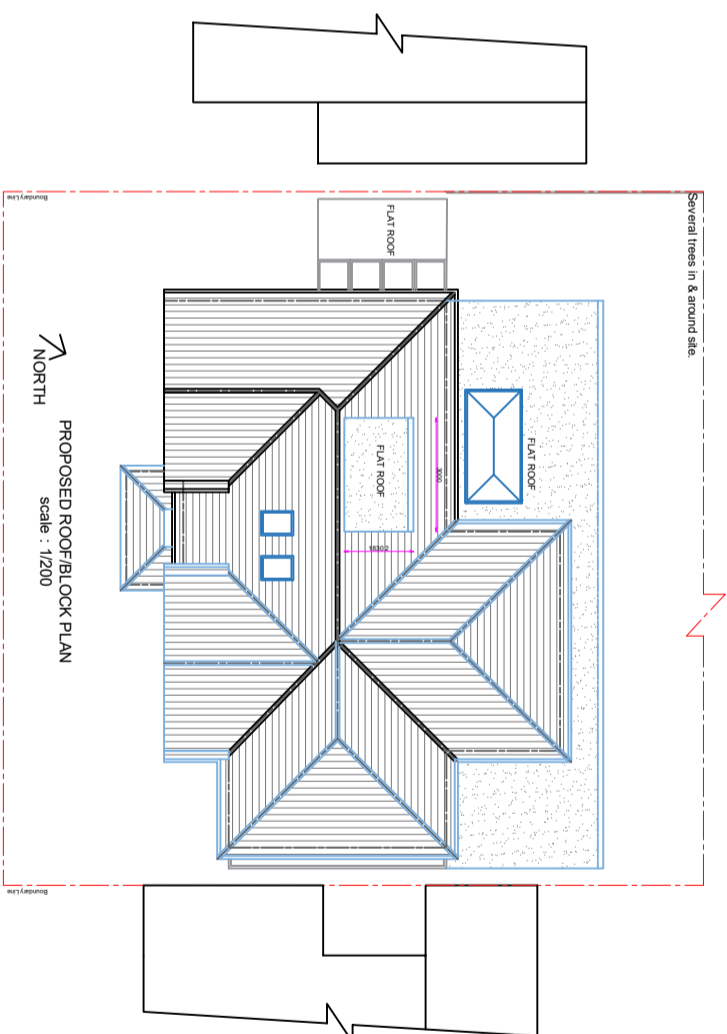 Several trees in & around site.
Boundary Line
FLAT ROOF
FLAT ROOF
FLAT ROOF
3000
1830.2
NORTH
PROPOSED ROOF/BLOCK PLAN
scale : 1/200
Boundary Line